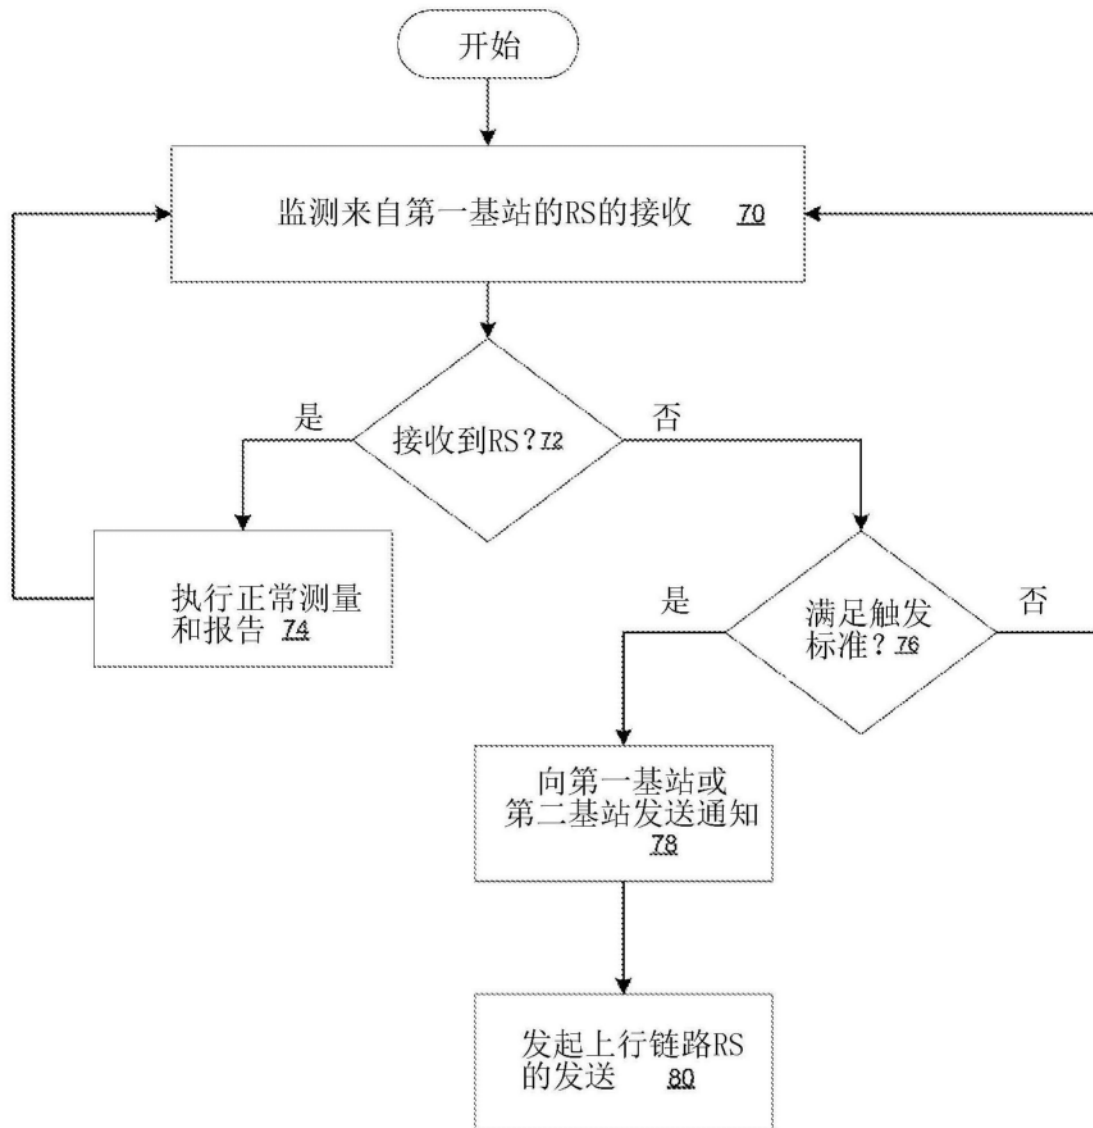 开始
监测来自第一基站的RS的接收 70
接收到RS？72
是
否
执行正常测量
和报告 74
满足触发
标准？76
是
否
向第一基站或
第二基站发送通知
78
发起上行链路RS
的发送 80